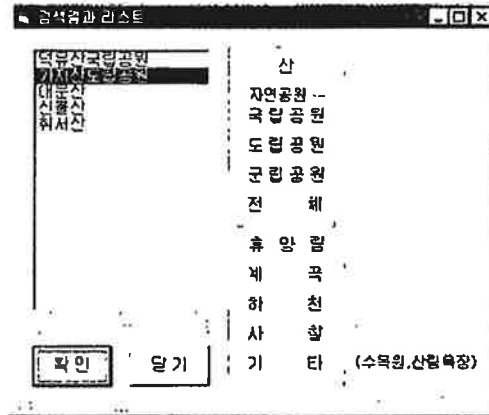 검색결과 리스트
덕유산국립공원
가지산도립공원
대문산
신불산
취서산
확인
닫기
산
자연공원
국립공원
도립공원
군립공원
전 체
휴 양 림
계 곡
하 천
사 찰
기 타 (수목원,산림욕장)